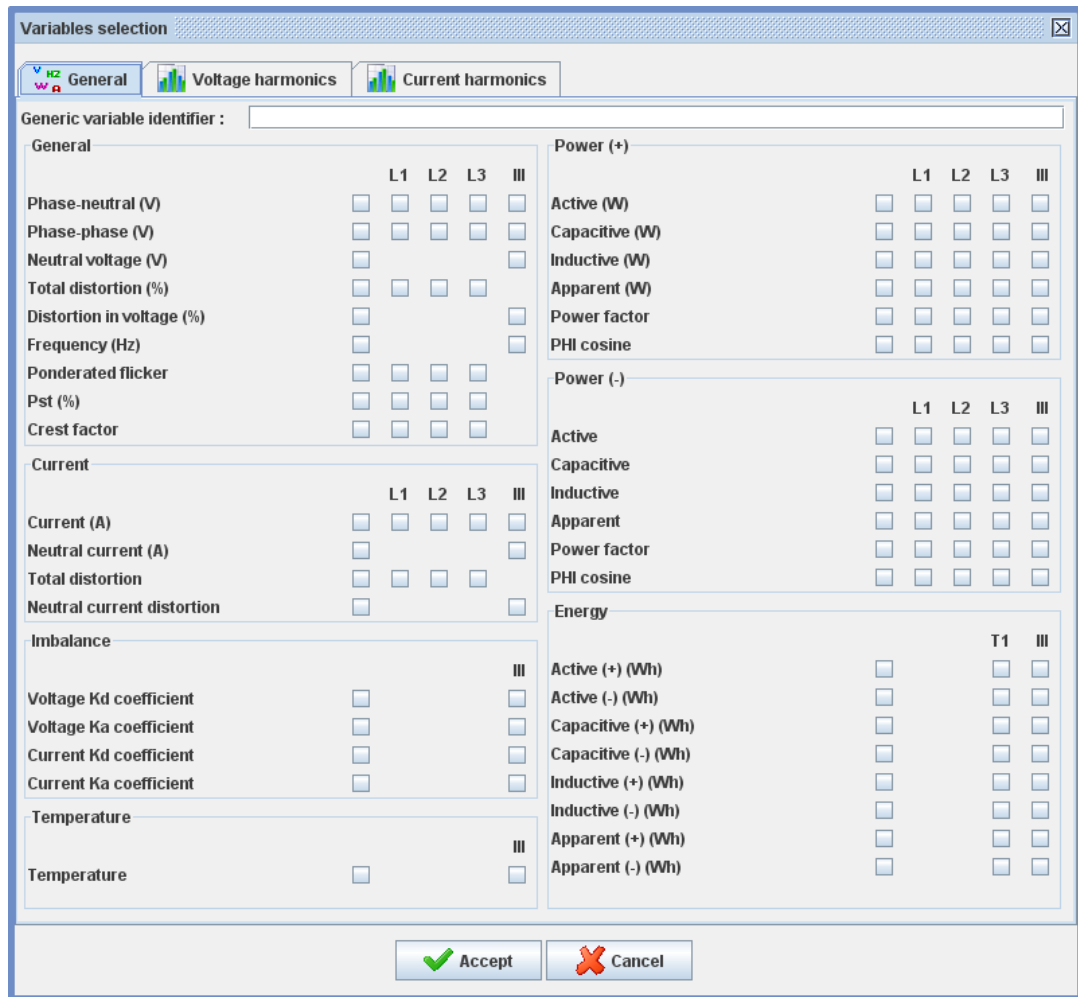 Variables selection
V HZ W A General Voltage harmonics Current harmonics
Generic variable identifier :
General
L1 L2 L3 III
Phase-neutral (V)
Phase-phase (V)
Neutral voltage (V)
Total distortion (%)
Distortion in voltage (%)
Frequency (Hz)
Ponderated flicker
Pst (%)
Crest factor
Current
L1 L2 L3 III
Current (A)
Neutral current (A)
Total distortion
Neutral current distortion
Imbalance
III
Voltage Kd coefficient
Voltage Ka coefficient
Current Kd coefficient
Current Ka coefficient
Temperature
III
Temperature
Power (+)
L1 L2 L3 III
Active (W)
Capacitive (W)
Inductive (W)
Apparent (W)
Power factor
PHI cosine
Power (-)
L1 L2 L3 III
Active
Capacitive
Inductive
Apparent
Power factor
PHI cosine
Energy
T1 III
Active (+) (Wh)
Active (-) (Wh)
Capacitive (+) (Wh)
Capacitive (-) (Wh)
Inductive (+) (Wh)
Inductive (-) (Wh)
Apparent (+) (Wh)
Apparent (-) (Wh)
Accept Cancel